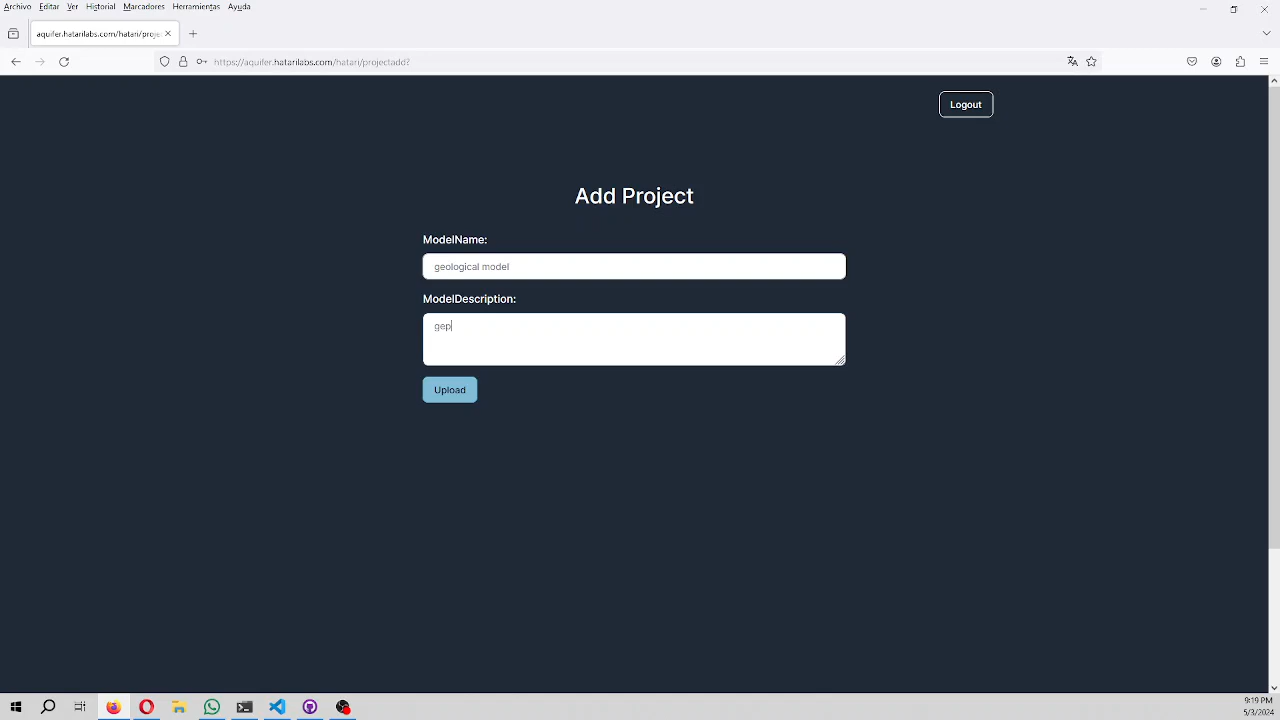 Archivo Editar Ver Historial Marcadores Herramientas Ayuda
aquifer.hatarilabs.com/hatari/proje
https://aquifer.hatarilabs.com/hatari/projectadd?
Logout
Add Project
ModelName:
geological model
ModelDescription:
gep
Upload
9:19 PM
5/3/2024